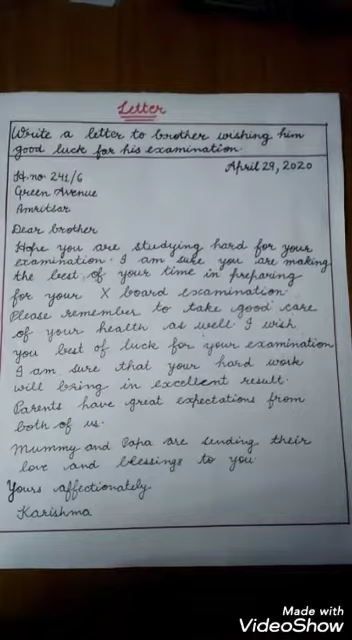 Letter
Write a letter to brother wishing him
good luck for his examination.
April 29, 2020
H.no. 241/6
Green Avenue
Amritsar
Dear brother
Hope you are studying hard for your
examination. I am sure you are making
the best of your time in preparing
for your X board examination.
Please remember to take good care
of your health as well. I wish
you best of luck for your examination
I am sure that your hard work
will bring in excellent result.
Parents have great expectations from
both of us.
Mummy and Papa are sending their
love and blessings to you.
Yours affectionately
Karishma
Made with
VideoShow